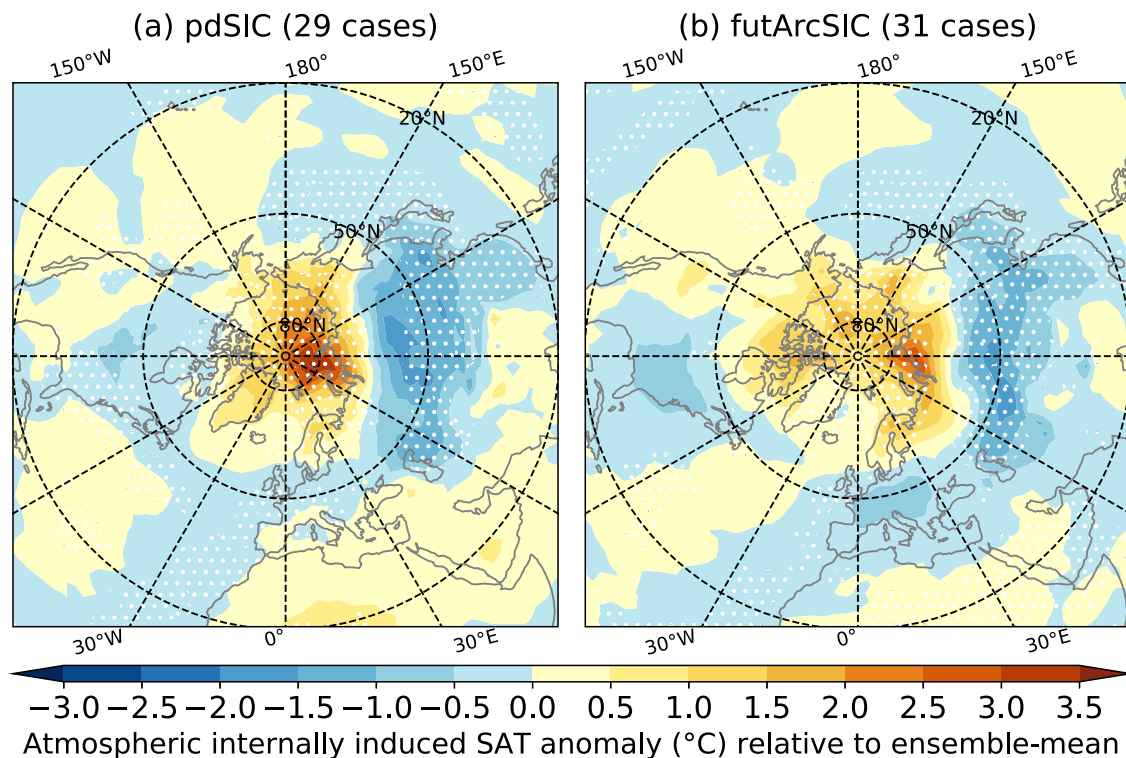 (a) pdSIC (29 cases)
(b) futArcSIC (31 cases)
150°W 180° 150°E 150°W 180° 150°E
20°N 20°N
50°N 50°N
80°N 80°N
30°W 0° 30°E 30°W 0° 30°E
−3.0 −2.5 −2.0 −1.5 −1.0 −0.5 0.0 0.5 1.0 1.5 2.0 2.5 3.0 3.5
Atmospheric internally induced SAT anomaly (°C) relative to ensemble-mean